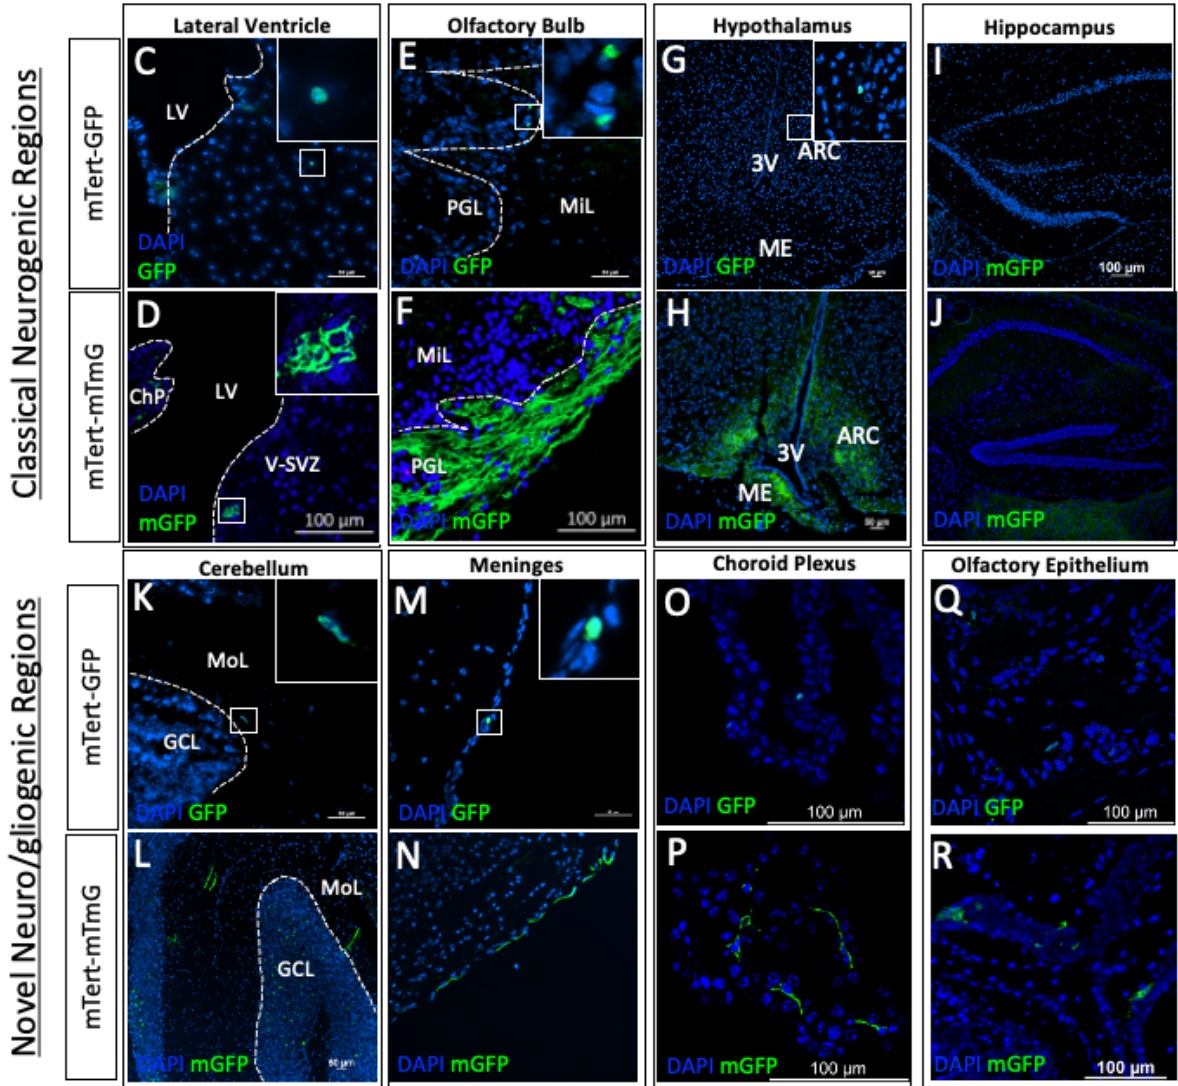 Classical Neurogenic Regions
mTert-GFP
mTert-mTmG
Lateral Ventricle
C
LV
DAPI
GFP
D
ChP
LV
V-SVZ
DAPI
mGFP
100 µm
Olfactory Bulb
E
PGL
MiL
DAPI GFP
F
MiL
PGL
DAPI mGFP
100 µm
Hypothalamus
G
3V
ARC
ME
DAPI GFP
H
ARC
3V
ME
DAPI mGFP
50 µm
Hippocampus
I
DAPI mGFP
100 µm
J
DAPI mGFP
Novel Neuro/gliogenic Regions
mTert-GFP
mTert-mTmG
Cerebellum
K
MoL
GCL
DAPI GFP
L
MoL
GCL
DAPI mGFP
50 µm
Meninges
M
DAPI GFP
N
DAPI mGFP
Choroid Plexus
O
DAPI GFP
100 µm
P
DAPI mGFP
100 µm
Olfactory Epithelium
Q
DAPI GFP
100 µm
R
DAPI mGFP
100 µm